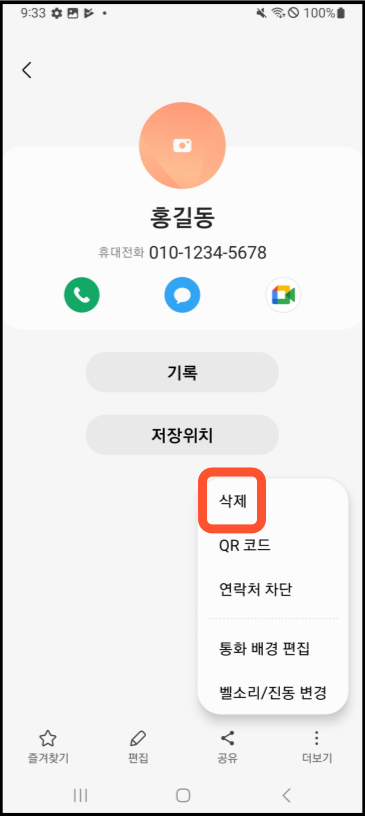 9:33 100%
홍길동
휴대전화 010-1234-5678
기록
저장위치
삭제
QR 코드
연락처 차단
통화 배경 편집
벨소리/진동 변경
즐겨찾기 편집 공유 더보기